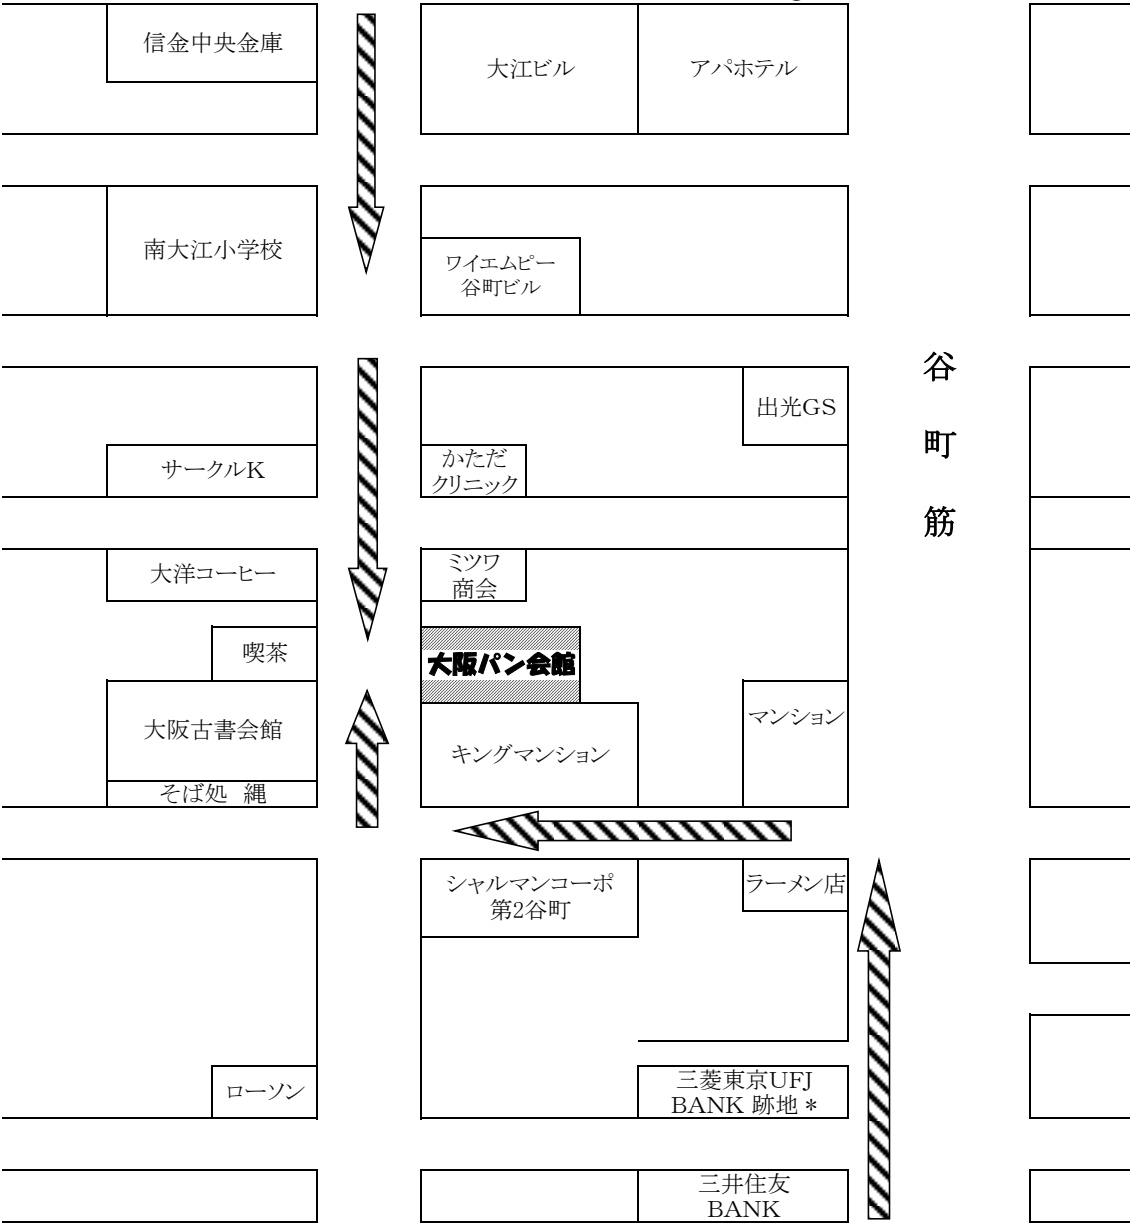 信金中央金庫
大江ビル
アパホテル
南大江小学校
ワイエムピー
谷町ビル
谷町筋
出光GS
サークルK
かただ
クリニック
大洋コーヒー
ミツワ
商会
喫茶
大阪パン会館
大阪古書会館
マンション
キングマンション
そば処 縄
シャルマンコーポ
第2谷町
ラーメン店
ローソン
三菱東京UFJ
BANK 跡地*
三井住友
BANK